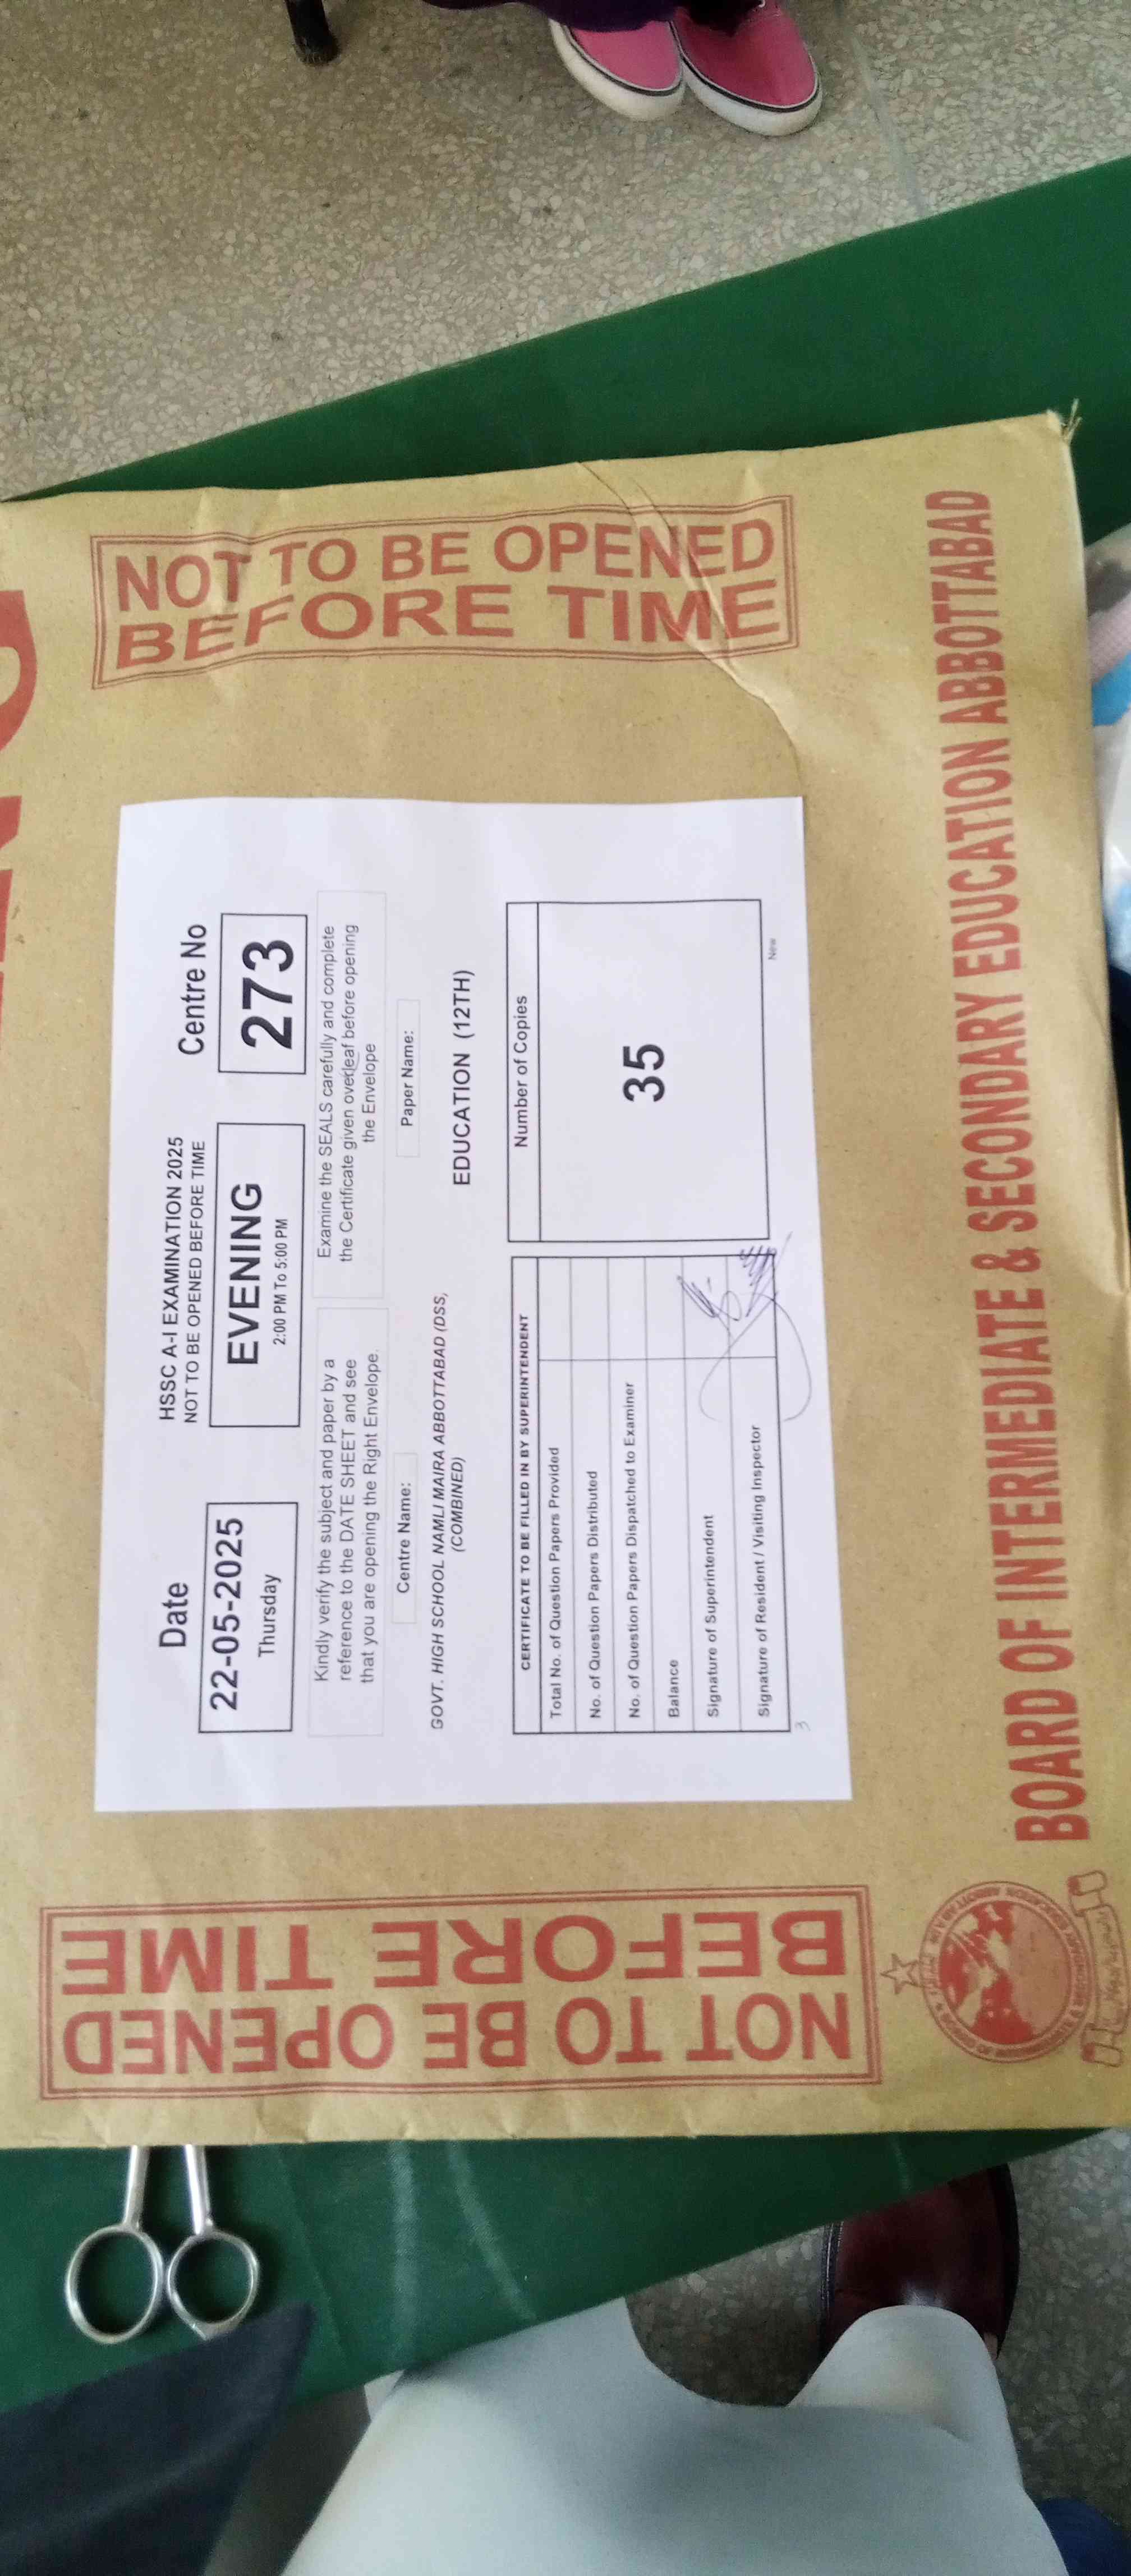 NOT TO BE OPENED
BEFORE TIME
HSSC A-I EXAMINATION 2025
NOT TO BE OPENED BEFORE TIME
Date
22-05-2025
Thursday
EVENING
2:00 PM To 5:00 PM
Centre No
273
Kindly verify the subject and paper by a
reference to the DATE SHEET and see
that you are opening the Right Envelope.
Examine the SEALS carefully and complete
the Certificate given overleaf before opening
the Envelope
Centre Name:
GOVT. HIGH SCHOOL NAMLI MAIRA ABBOTTABAD (DSS,
(COMBINED)
Paper Name:
EDUCATION (12TH)
CERTIFICATE TO BE FILLED IN BY SUPERINTENDENT
Total No. of Question Papers Provided
No. of Question Papers Distributed
No. of Question Papers Dispatched to Examiner
Balance
Signature of Superintendent
Signature of Resident / Visiting Inspector
Number of Copies
35
3
New
NOT TO BE OPENED
BEFORE TIME
BOARD OF INTERMEDIATE & SECONDARY EDUCATION ABBOTTABAD